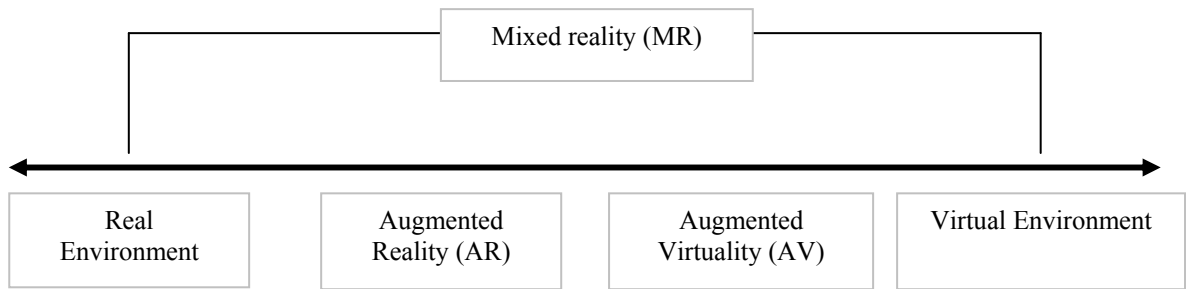 Mixed reality (MR)
Real
Environment
Augmented
Reality (AR)
Augmented
Virtuality (AV)
Virtual Environment